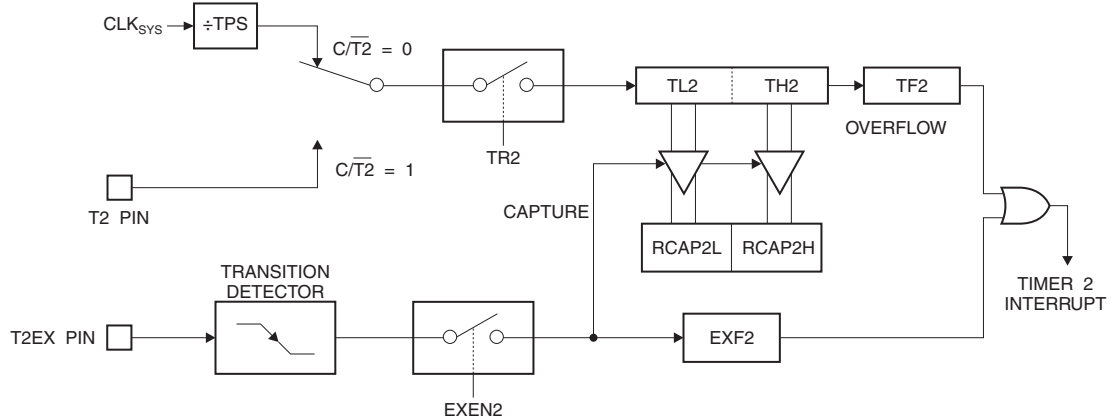 CLKSYS
÷TPS
C/T2 = 0
TL2
TH2
TF2
OVERFLOW
TR2
C/T2 = 1
T2 PIN
CAPTURE
RCAP2L
RCAP2H
TRANSITION
DETECTOR
TIMER 2
INTERRUPT
T2EX PIN
EXF2
EXEN2